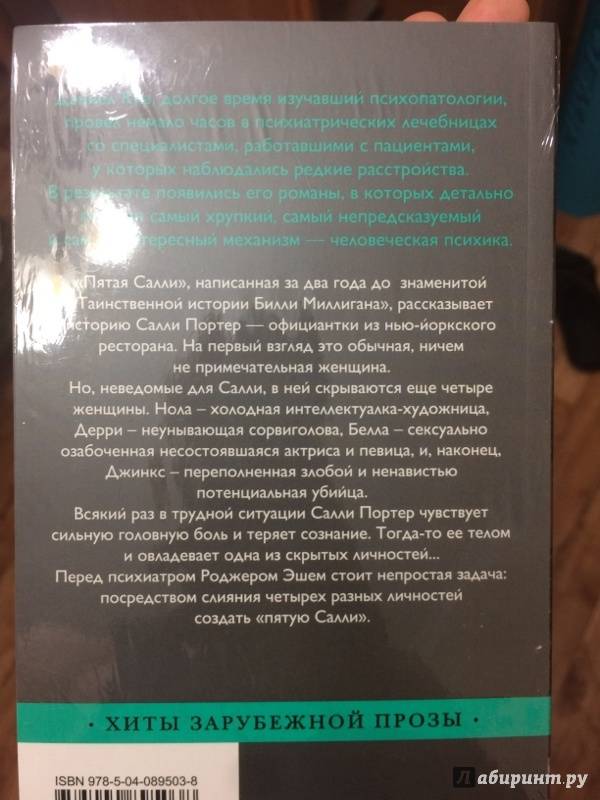 долгое время изучавший психопатологии,
провел немало часов в психиатрических лечебницах
со специалистами, работавшими с пациентами,
у которых наблюдались редкие расстройства.
В результате появились его романы, в которых детально
самый хрупкий, самый непредсказуемый
и самый интересный механизм — человеческая психика.
«Пятая Салли», написанная за два года до знаменитой
«Таинственной истории Билли Миллигана», рассказывает
историю Салли Портер — официантки из нью-йоркского
ресторана. На первый взгляд это обычная, ничем
не примечательная женщина.
Но, неведомые для Салли, в ней скрываются еще четыре
женщины. Нола – холодная интеллектуалка-художница,
Дерри – неунывающая сорвиголова, Белла – сексуально
озабоченная несостоявшаяся актриса и певица, и, наконец,
Джинкс – переполненная злобой и ненавистью
потенциальная убийца.
Всякий раз в трудной ситуации Салли Портер чувствует
сильную головную боль и теряет сознание. Тогда-то ее телом
и овладевает одна из скрытых личностей...
Перед психиатром Роджером Эшем стоит непростая задача:
посредством слияния четырех разных личностей
создать «пятую Салли».
· ХИТЫ ЗАРУБЕЖНОЙ ПРОЗЫ ·
ISBN 978-5-04-089503-8
Лабиринт.ру